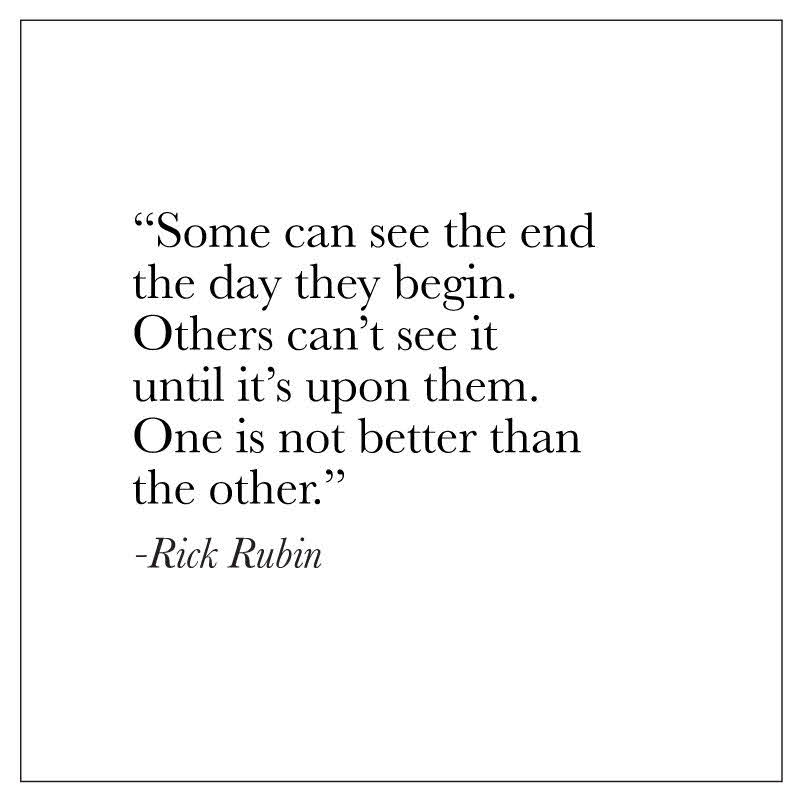 “Some can see the end
the day they begin.
Others can’t see it
until it’s upon them.
One is not better than
the other.”
-Rick Rubin